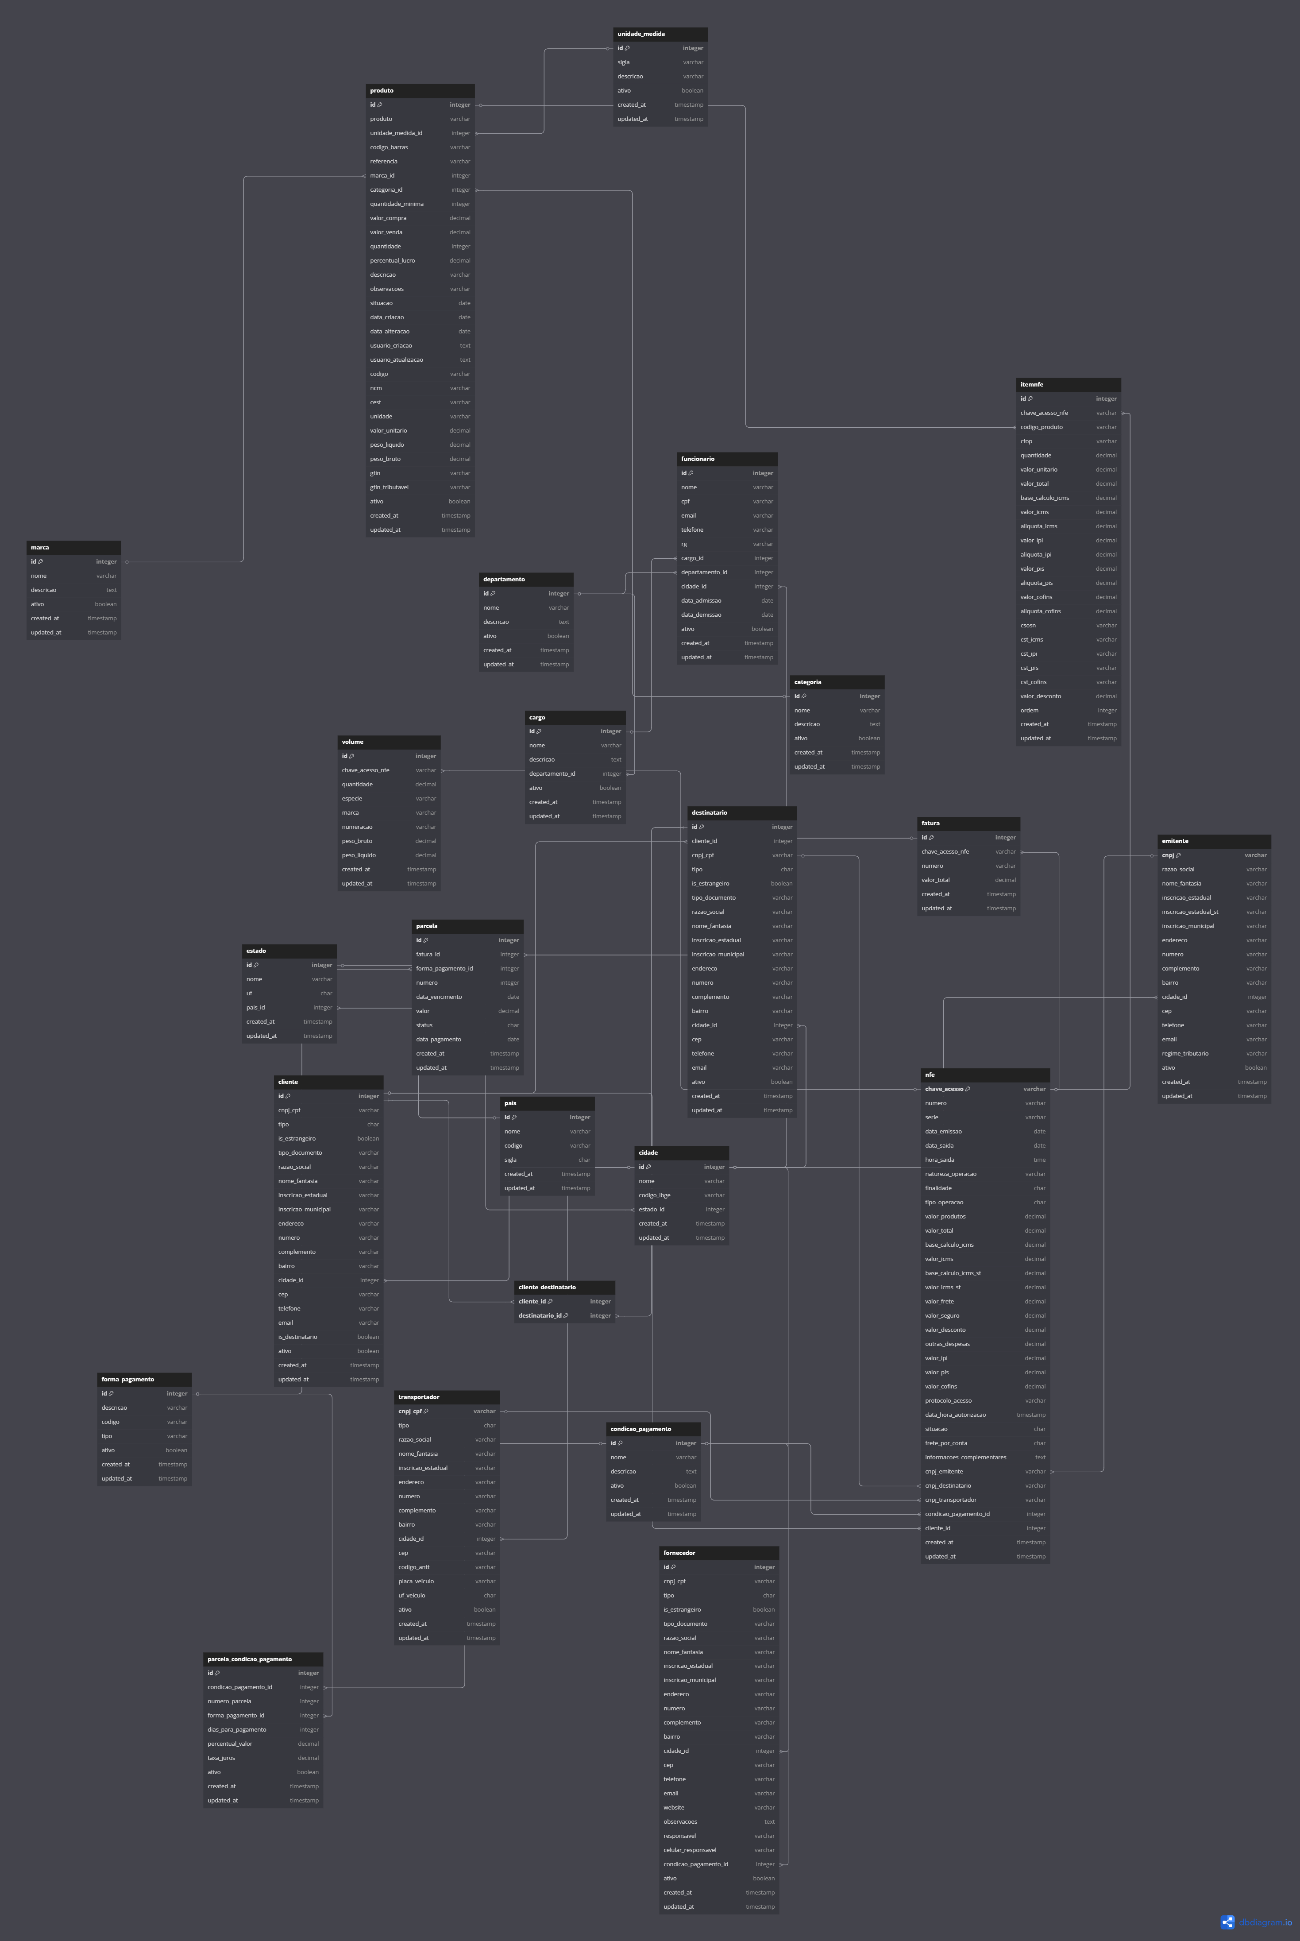 unidade_medida
id integer
sigla varchar
descricao varchar
ativo boolean
created_at timestamp
updated_at timestamp
produto
id integer
produto varchar
unidade_medida_id integer
codigo_barras varchar
referencia varchar
marca_id integer
categoria_id integer
quantidade_minima integer
valor_compra decimal
valor_venda decimal
quantidade integer
percentual_lucro decimal
descricao varchar
observacoes varchar
situacao date
data_criacao date
data_alteracao date
usuario_criacao text
usuario_atualizacao text
codigo varchar
ncm varchar
cest varchar
unidade varchar
valor_unitario decimal
peso_liquido decimal
peso_bruto decimal
gtin varchar
gtin_tributavel varchar
ativo boolean
created_at timestamp
updated_at timestamp
itemnfe
id integer
chave_acesso_nfe varchar
codigo_produto varchar
cfop varchar
quantidade decimal
valor_unitario decimal
valor_total decimal
base_calculo_icms decimal
valor_icms decimal
aliquota_icms decimal
valor_ipi decimal
aliquota_ipi decimal
valor_pis decimal
aliquota_pis decimal
valor_cofins decimal
aliquota_cofins decimal
csosn varchar
cst_icms varchar
cst_ipi varchar
cst_pis varchar
cst_cofins varchar
valor_desconto decimal
ordem integer
created_at timestamp
updated_at timestamp
funcionario
id integer
nome varchar
cpf varchar
email varchar
telefone varchar
rg varchar
cargo_id integer
departamento_id integer
cidade_id integer
data_admissao date
data_demissao date
ativo boolean
created_at timestamp
updated_at timestamp
marca
id integer
nome varchar
descricao text
ativo boolean
created_at timestamp
updated_at timestamp
departamento
id integer
nome varchar
descricao text
ativo boolean
created_at timestamp
updated_at timestamp
categoria
id integer
nome varchar
descricao text
ativo boolean
created_at timestamp
updated_at timestamp
cargo
id integer
nome varchar
descricao text
departamento_id integer
ativo boolean
created_at timestamp
updated_at timestamp
volume
id integer
chave_acesso_nfe varchar
quantidade decimal
especie varchar
marca varchar
numeracao varchar
peso_bruto decimal
peso_liquido decimal
created_at timestamp
updated_at timestamp
destinatario
id integer
cliente_id integer
cnpj_cpf varchar
tipo char
is_estrangeiro boolean
tipo_documento varchar
razao_social varchar
nome_fantasia varchar
inscricao_estadual varchar
inscricao_municipal varchar
endereco varchar
numero varchar
complemento varchar
bairro varchar
cidade_id integer
cep varchar
telefone varchar
email varchar
ativo boolean
created_at timestamp
updated_at timestamp
fatura
id integer
chave_acesso_nfe varchar
numero varchar
valor_total decimal
created_at timestamp
updated_at timestamp
emitente
cnpj varchar
razao_social varchar
nome_fantasia varchar
inscricao_estadual varchar
inscricao_estadual_st varchar
inscricao_municipal varchar
endereco varchar
numero varchar
complemento varchar
bairro varchar
cidade_id integer
cep varchar
telefone varchar
email varchar
regime_tributario varchar
ativo boolean
created_at timestamp
updated_at timestamp
parcela
id integer
fatura_id integer
forma_pagamento_id integer
numero integer
data_vencimento date
valor decimal
status char
data_pagamento date
created_at timestamp
updated_at timestamp
estado
id integer
nome varchar
uf char
pais_id integer
created_at timestamp
updated_at timestamp
nfe
chave_acesso varchar
numero varchar
serie varchar
data_emissao date
data_saida date
hora_saida time
natureza_operacao varchar
finalidade char
tipo_operacao char
valor_produtos decimal
valor_total decimal
base_calculo_icms decimal
valor_icms decimal
base_calculo_icms_st decimal
valor_icms_st decimal
valor_frete decimal
valor_seguro decimal
valor_desconto decimal
outras_despesas decimal
valor_ipi decimal
valor_pis decimal
valor_cofins decimal
protocolo_acesso varchar
data_hora_autorizacao timestamp
situacao char
frete_por_conta char
informacoes_complementares text
cnpj_emitente varchar
cnpj_destinatario varchar
cnpj_transportador varchar
condicao_pagamento_id integer
cliente_id integer
created_at timestamp
updated_at timestamp
cliente
id integer
cnpj_cpf varchar
tipo char
is_estrangeiro boolean
tipo_documento varchar
razao_social varchar
nome_fantasia varchar
inscricao_estadual varchar
inscricao_municipal varchar
endereco varchar
numero varchar
complemento varchar
bairro varchar
cidade_id integer
cep varchar
telefone varchar
email varchar
is_destinatario boolean
ativo boolean
created_at timestamp
updated_at timestamp
pais
id integer
nome varchar
codigo varchar
sigla char
created_at timestamp
updated_at timestamp
cidade
id integer
nome varchar
codigo_ibge varchar
estado_id integer
created_at timestamp
updated_at timestamp
cliente_destinatario
cliente_id integer
destinatario_id integer
forma_pagamento
id integer
descricao varchar
codigo varchar
tipo varchar
ativo boolean
created_at timestamp
updated_at timestamp
transportador
cnpj_cpf varchar
tipo char
razao_social varchar
nome_fantasia varchar
inscricao_estadual varchar
endereco varchar
numero varchar
complemento varchar
bairro varchar
cidade_id integer
cep varchar
codigo_antt varchar
placa_veiculo varchar
uf_veiculo char
ativo boolean
created_at timestamp
updated_at timestamp
condicao_pagamento
id integer
nome varchar
descricao text
ativo boolean
created_at timestamp
updated_at timestamp
fornecedor
id integer
cnpj_cpf varchar
tipo char
is_estrangeiro boolean
tipo_documento varchar
razao_social varchar
nome_fantasia varchar
inscricao_estadual varchar
inscricao_municipal varchar
endereco varchar
numero varchar
complemento varchar
bairro varchar
cidade_id integer
cep varchar
telefone varchar
email varchar
website varchar
observacoes text
responsavel varchar
celular_responsavel varchar
condicao_pagamento_id integer
ativo boolean
created_at timestamp
updated_at timestamp
parcela_condicao_pagamento
id integer
condicao_pagamento_id integer
numero_parcela integer
forma_pagamento_id integer
dias_para_pagamento integer
percentual_valor decimal
taxa_juros decimal
ativo boolean
created_at timestamp
updated_at timestamp
dbdiagram.io